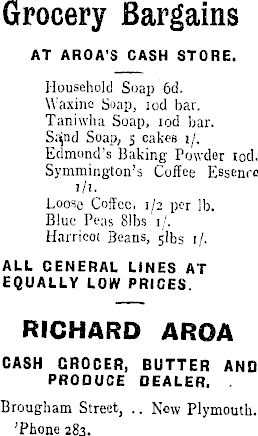 Grocery Bargains
AT AROA'S CASH STORE.
Household Soap 6d.
Waxine Soap, 10d bar.
Taniwha Soap, 10d bar.
Sand Soap, 5 cakes 1/.
Edmond's Baking Powder 10d.
Symmington's Coffee Essence
1/1.
Loose Coffee, 1/2 per lb.
Blue Peas 8lbs 1/.
Harricot Beans, 5lbs 1/.
ALL GENERAL LINES AT
EQUALLY LOW PRICES.
RICHARD AROA
CASH GROCER, BUTTER AND
PRODUCE DEALER,
Brougham Street, .. New Plymouth.
'Phone 283.